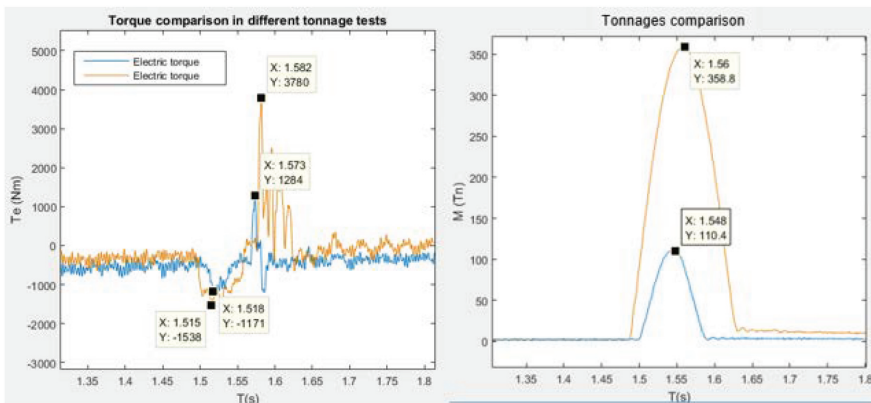 Torque comparison in different tonnage tests
5000
4000
3000
2000
1000
0
-1000
-2000
-3000
Te (Nm)
Electric torque
Electric torque
X: 1.582
Y: 3780
X: 1.573
Y: 1284
X: 1.515
Y: -1538
X: 1.518
Y: -1171
1.35
1.4
1.45
1.5
1.55
1.6
1.65
1.7
1.75
1.8
T(s)
Tonnages comparison
350
300
250
200
150
100
50
0
M (Tn)
X: 1.56
Y: 358.8
X: 1.548
Y: 110.4
1.35
1.4
1.45
1.5
1.55
1.6
1.65
1.7
1.75
1.8
T(s)